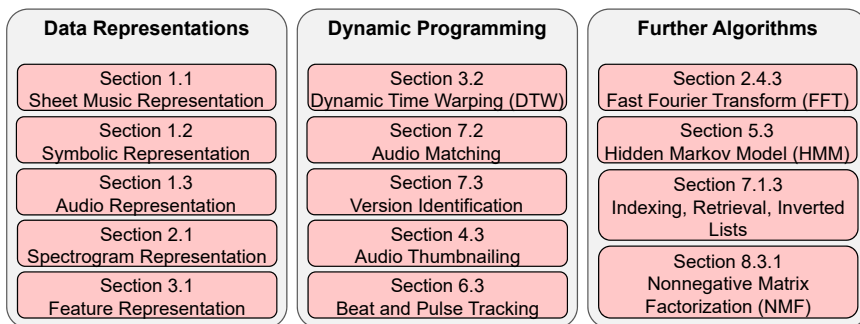 Data Representations
Section 1.1
Sheet Music Representation
Section 1.2
Symbolic Representation
Section 1.3
Audio Representation
Section 2.1
Spectrogram Representation
Section 3.1
Feature Representation
Dynamic Programming
Section 3.2
Dynamic Time Warping (DTW)
Section 7.2
Audio Matching
Section 7.3
Version Identification
Section 4.3
Audio Thumbnailing
Section 6.3
Beat and Pulse Tracking
Further Algorithms
Section 2.4.3
Fast Fourier Transform (FFT)
Section 5.3
Hidden Markov Model (HMM)
Section 7.1.3
Indexing, Retrieval, Inverted
Lists
Section 8.3.1
Nonnegative Matrix
Factorization (NMF)